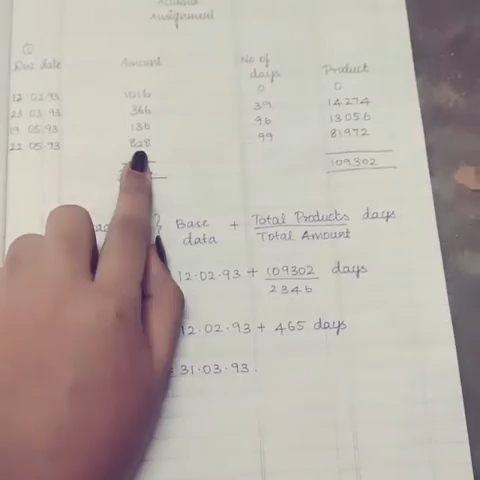 Assignment
①
Due date Amount No of days Product
12.02.93 1016 0 0
23.03.93 366 39 14274
19.05.93 136 96 13056
22.05.93 828 99 81972
109302
Base data + Total Products days
Total Amount
12.02.93 + 109302 days
2346
12.02.93 + 465 days
= 31.03.93.